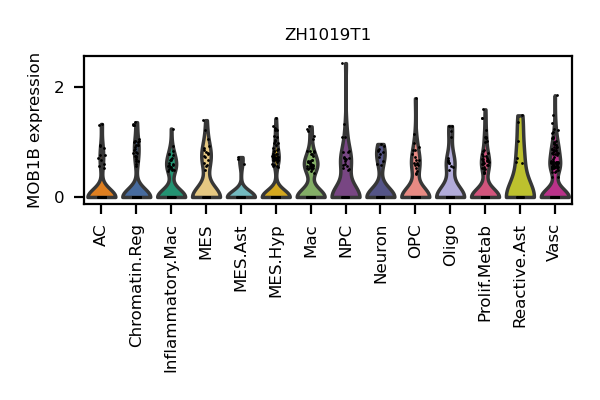 ZH1019T1
MOB1B expression
2
0
AC
Chromatin.Reg
Inflammatory.Mac
MES
MES.Ast
MES.Hyp
Mac
NPC
Neuron
OPC
Oligo
Prolif.Metab
Reactive.Ast
Vasc